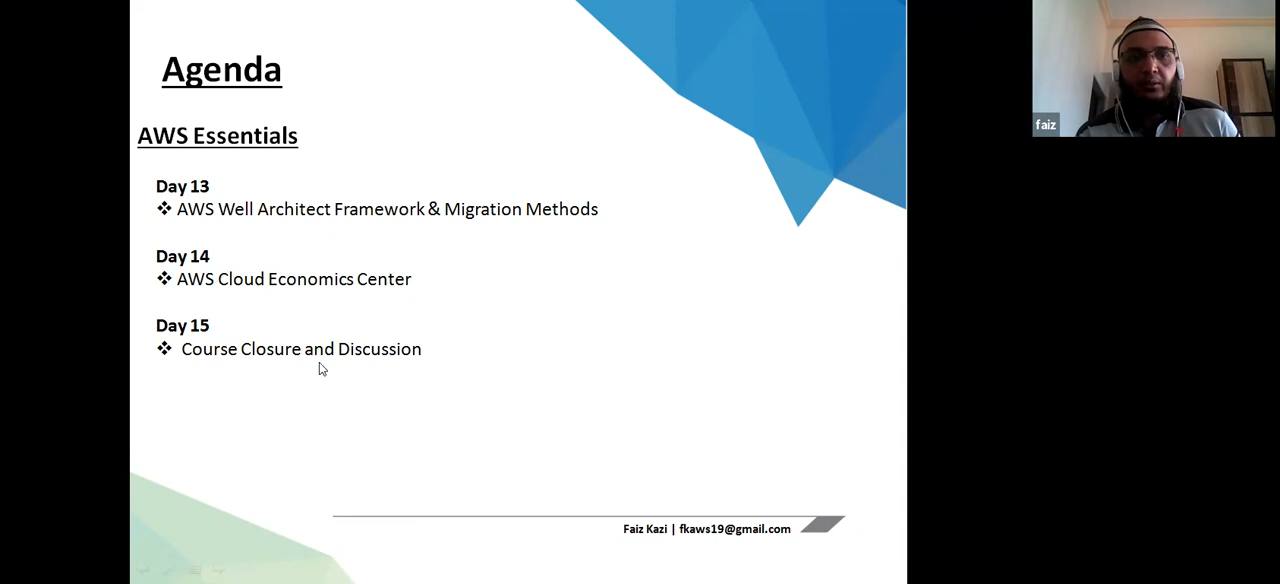 Agenda
AWS Essentials
Day 13
❖ AWS Well Architect Framework & Migration Methods
Day 14
❖ AWS Cloud Economics Center
Day 15
❖ Course Closure and Discussion
Faiz Kazi | fkaws19@gmail.com
faiz